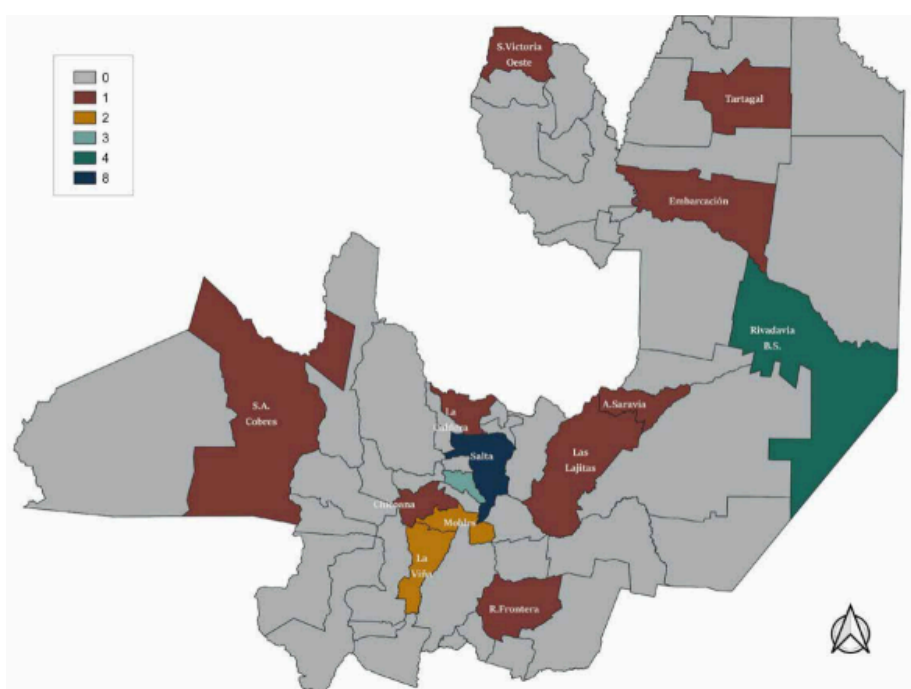 0
1
2
3
4
8
S.Victoria
Oeste
Tartagal
Embarcación
Rivadavia
B.S.
S.A.
Cobres
La
Caldera
A.Saravia
Salta
Las
Lajitas
Chicoana
Moldes
La
Viña
R.Frontera